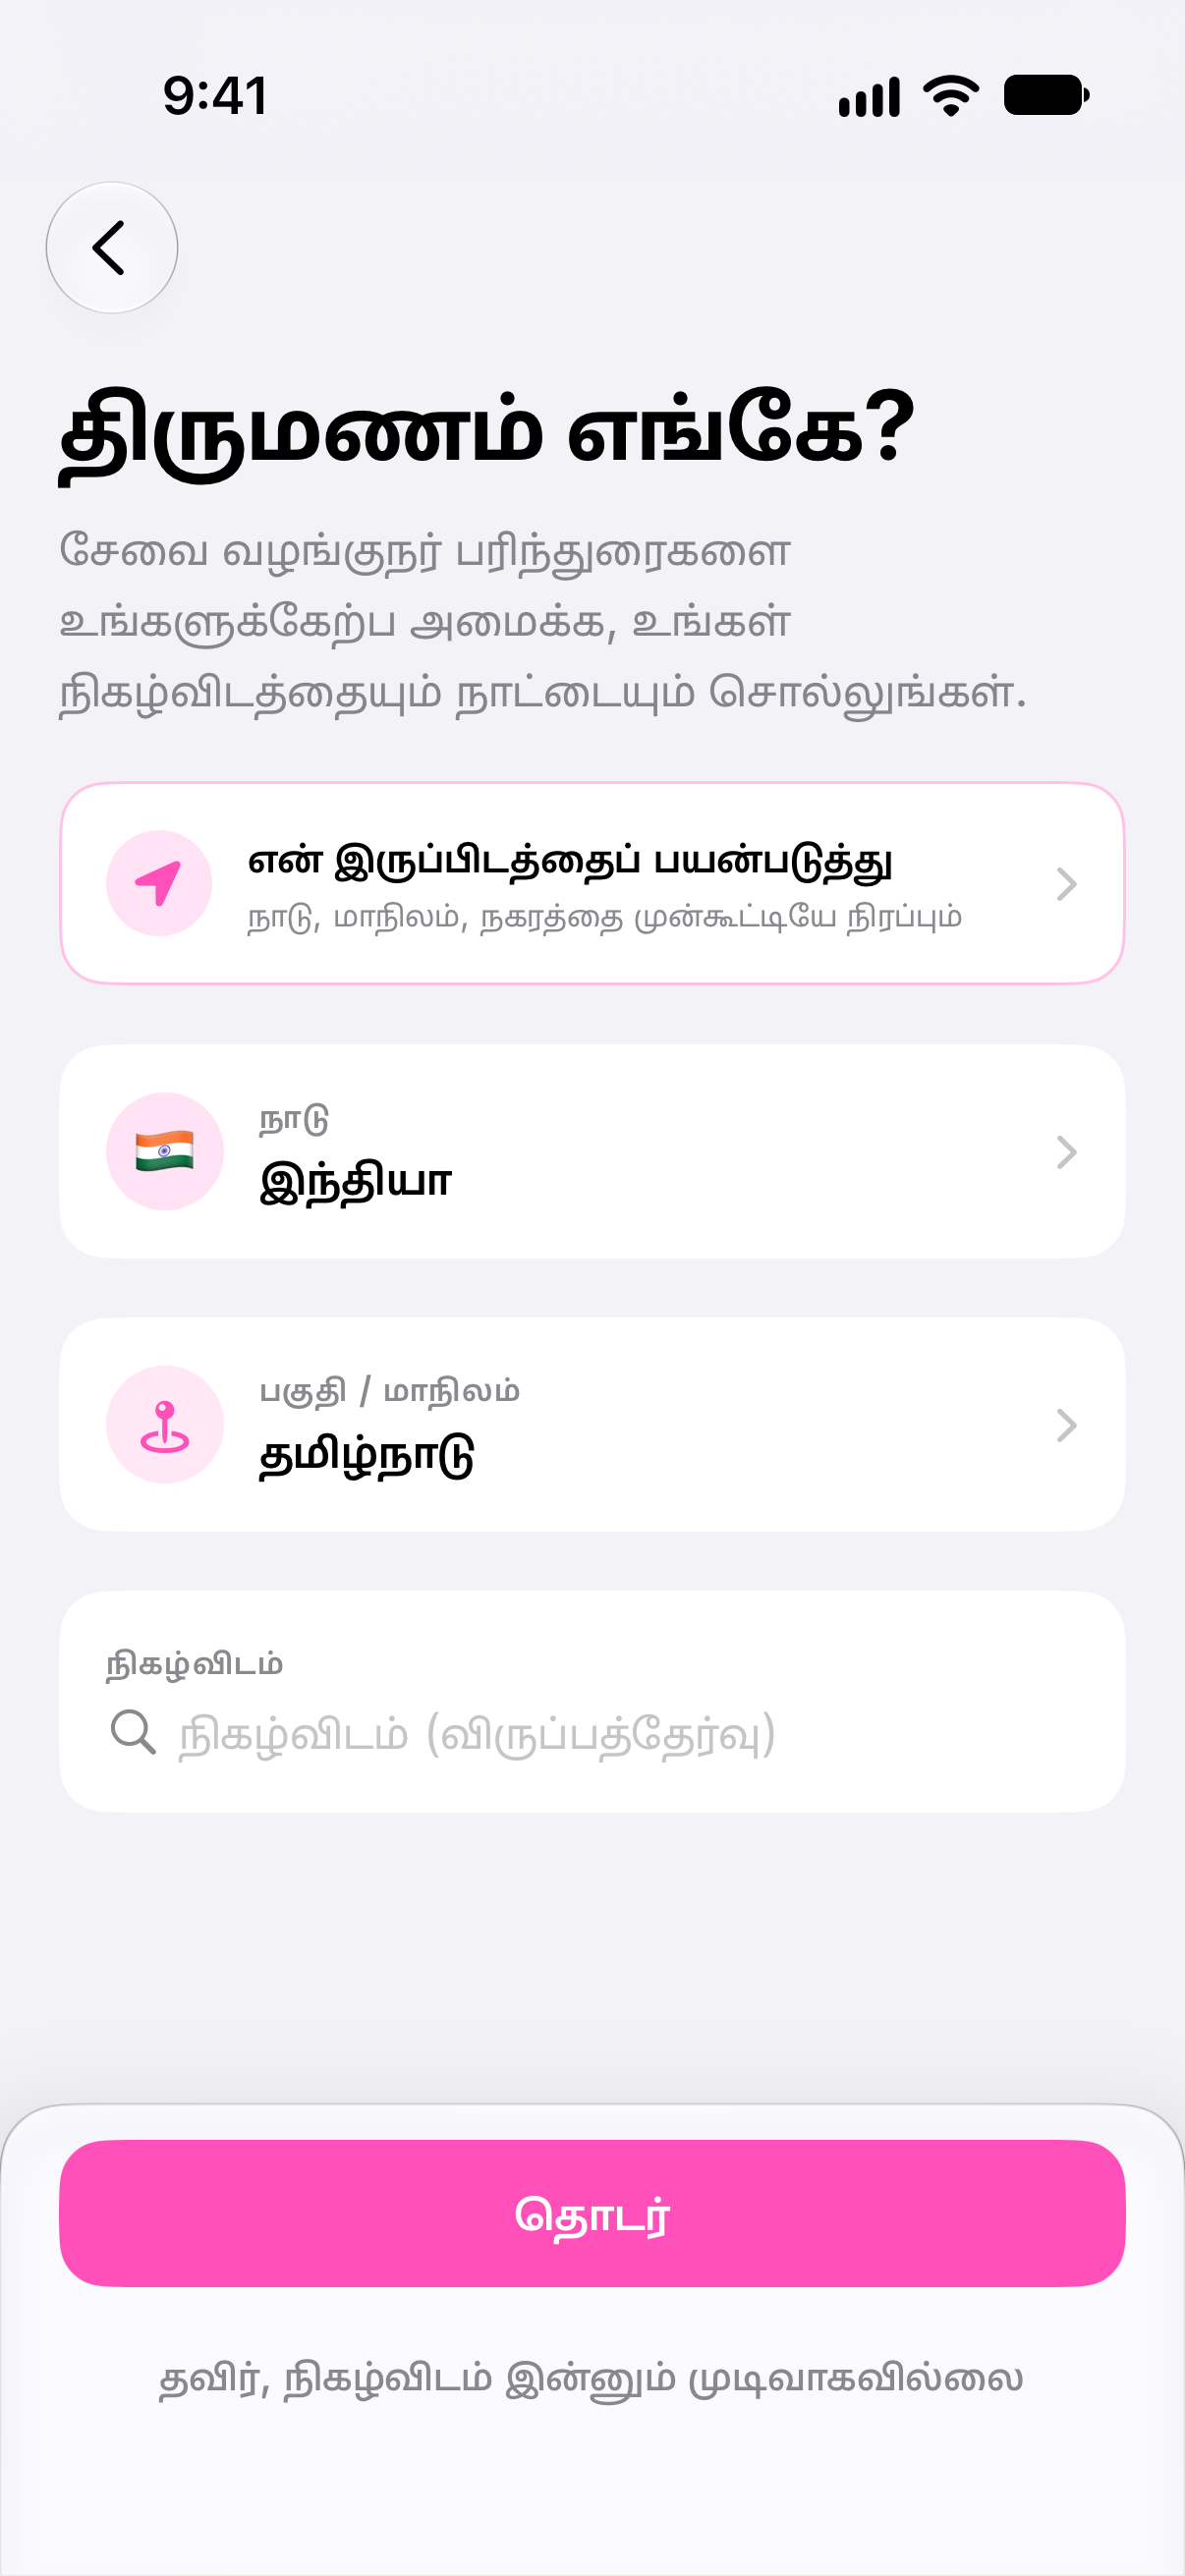 9:41
திருமணம் எங்கே?
சேவை வழங்குநர் பரிந்துரைகளை
உங்களுக்கேற்ப அமைக்க, உங்கள்
நிகழ்விடத்தையும் நாட்டையும் சொல்லுங்கள்.
என் இருப்பிடத்தைப் பயன்படுத்து
நாடு, மாநிலம், நகரத்தை முன்கூட்டியே நிரப்பும்
நாடு
இந்தியா
பகுதி / மாநிலம்
தமிழ்நாடு
நிகழ்விடம்
நிகழ்விடம் (விருப்பத்தேர்வு)
தொடர்
தவிர், நிகழ்விடம் இன்னும் முடிவாகவில்லை